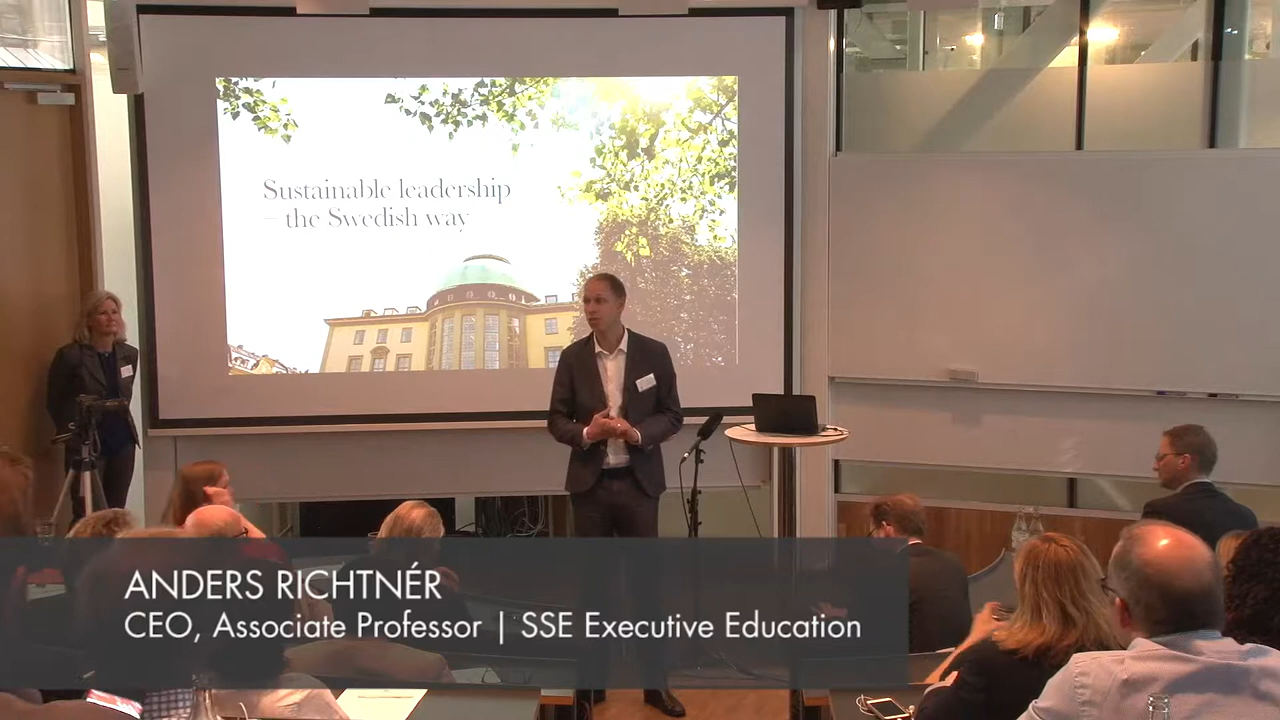 Sustainable leadership
– the Swedish way
ANDERS RICHTNÉR
CEO, Associate Professor | SSE Executive Education